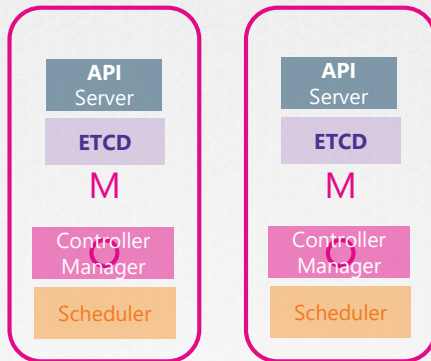 API
Server
ETCD
M
Controller
Manager
Scheduler
API
Server
ETCD
M
Controller
Manager
Scheduler